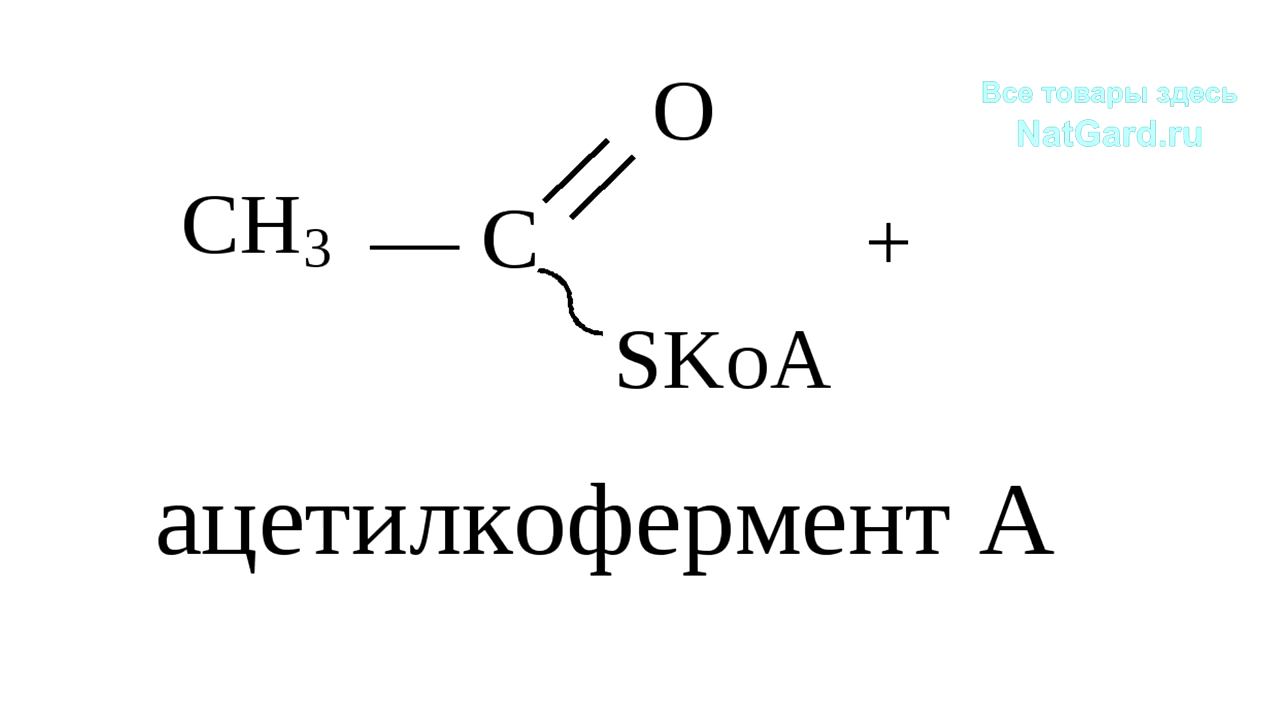 Все товары здесь
NatGard.ru
O
CH₃ — C +
SKoA
ацетилкофермент А